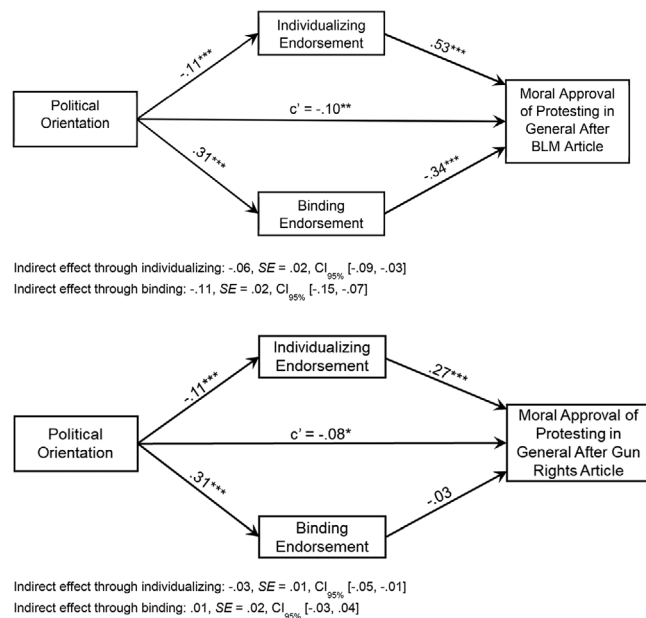 Individualizing
Endorsement
-.11***
.53***
Political
Orientation
c' = -.10**
Moral Approval
of Protesting in
General After
BLM Article
.31***
-.34***
Binding
Endorsement
Indirect effect through individualizing: -.06, SE = .02, CI95% [-.09, -.03]
Indirect effect through binding: -.11, SE = .02, CI95% [-.15, -.07]
Individualizing
Endorsement
-.11***
.27***
Political
Orientation
c' = -.08*
Moral Approval of
Protesting in
General After Gun
Rights Article
.31***
-.03
Binding
Endorsement
Indirect effect through individualizing: -.03, SE = .01, CI95% [-.05, -.01]
Indirect effect through binding: .01, SE = .02, CI95% [-.03, .04]